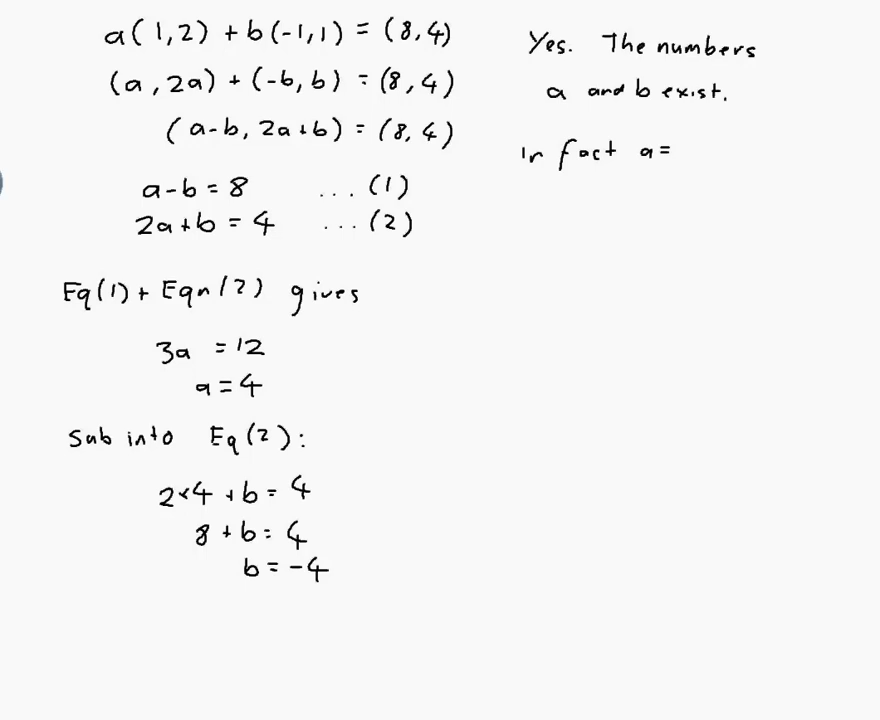 a(1,2) + b(-1,1) = (8,4)
(a, 2a) + (-b, b) = (8,4)
(a-b, 2a+b) = (8,4)
a-b = 8 ... (1)
2a+b = 4 ... (2)
Eq(1) + Eqn(2) gives
3a = 12
a = 4
Sub into Eq(2):
2×4 + b = 4
8 + b = 4
b = -4
Yes. The numbers
a and b exist.
In fact a =